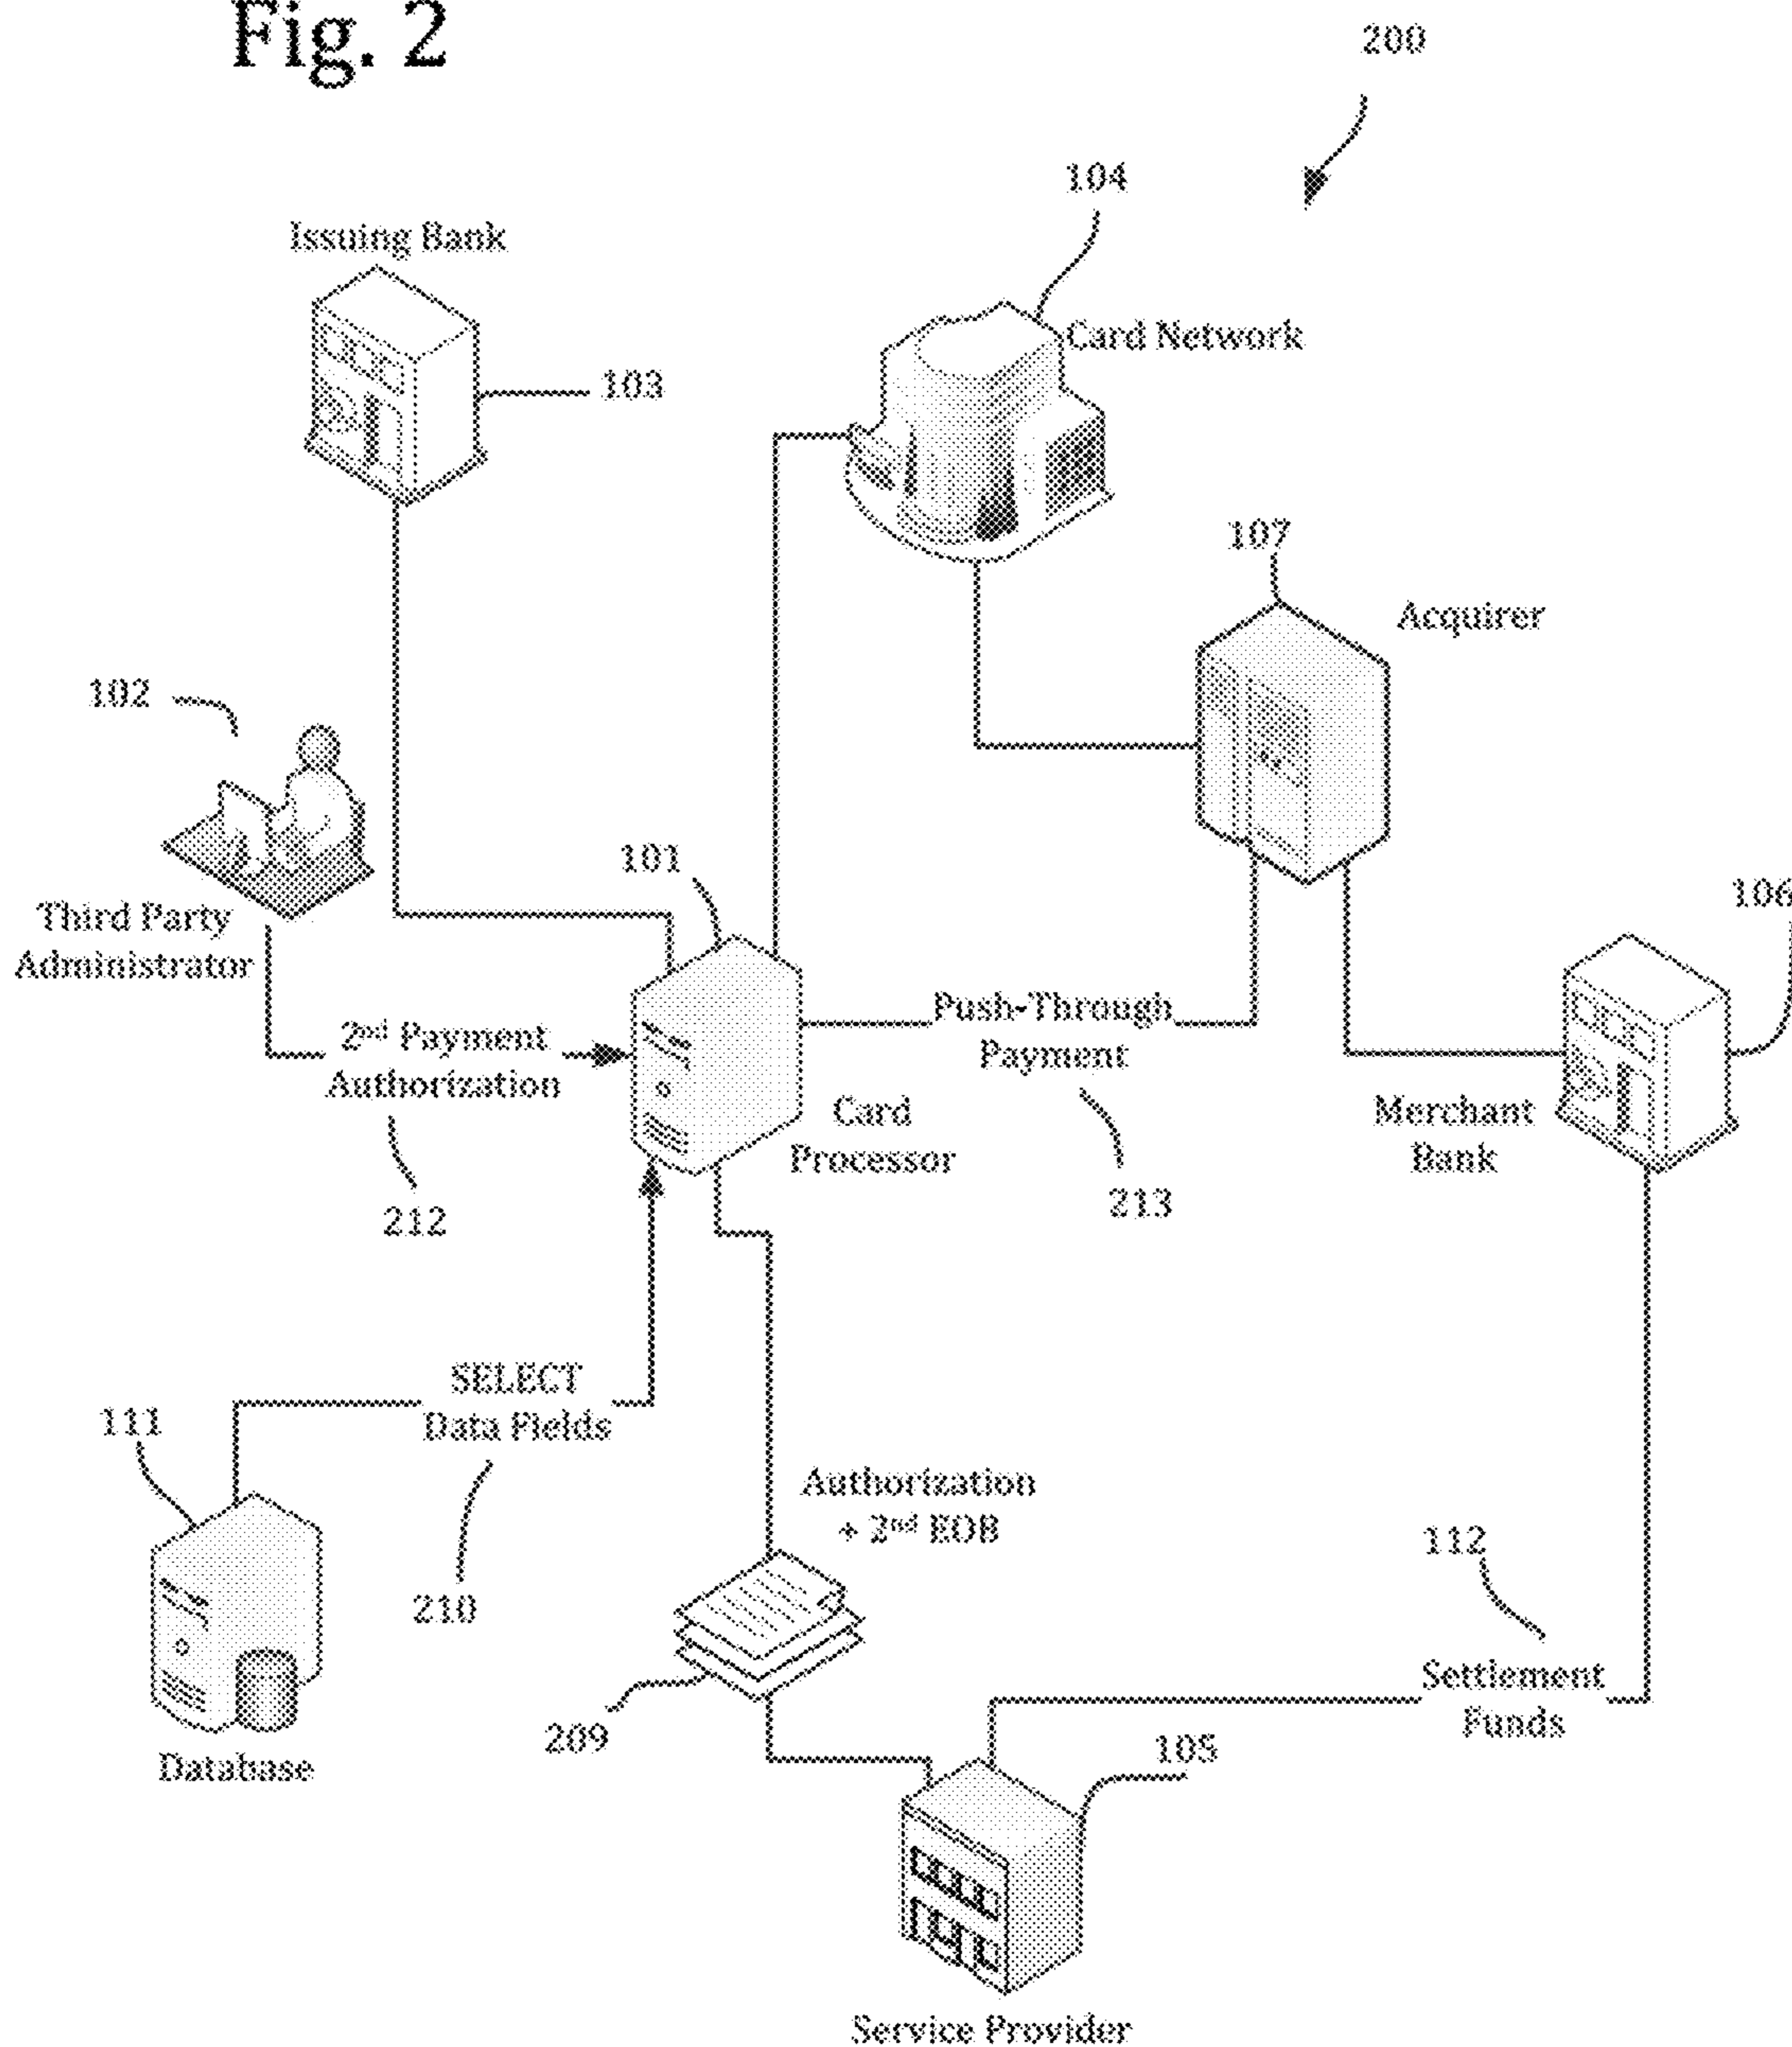 Fig. 2
200
104
Issuing Bank
Card Network
103
107
Acquirer
102
101
106
Third Party
Administrator
2nd Payment
Authorization
Push-Through
Payment
Card
Processor
Merchant
Bank
212
213
SELECT
Data Fields
111
Authorization
+ 2nd EOB
112
210
Settlement
Funds
209
105
Database
Service Provider